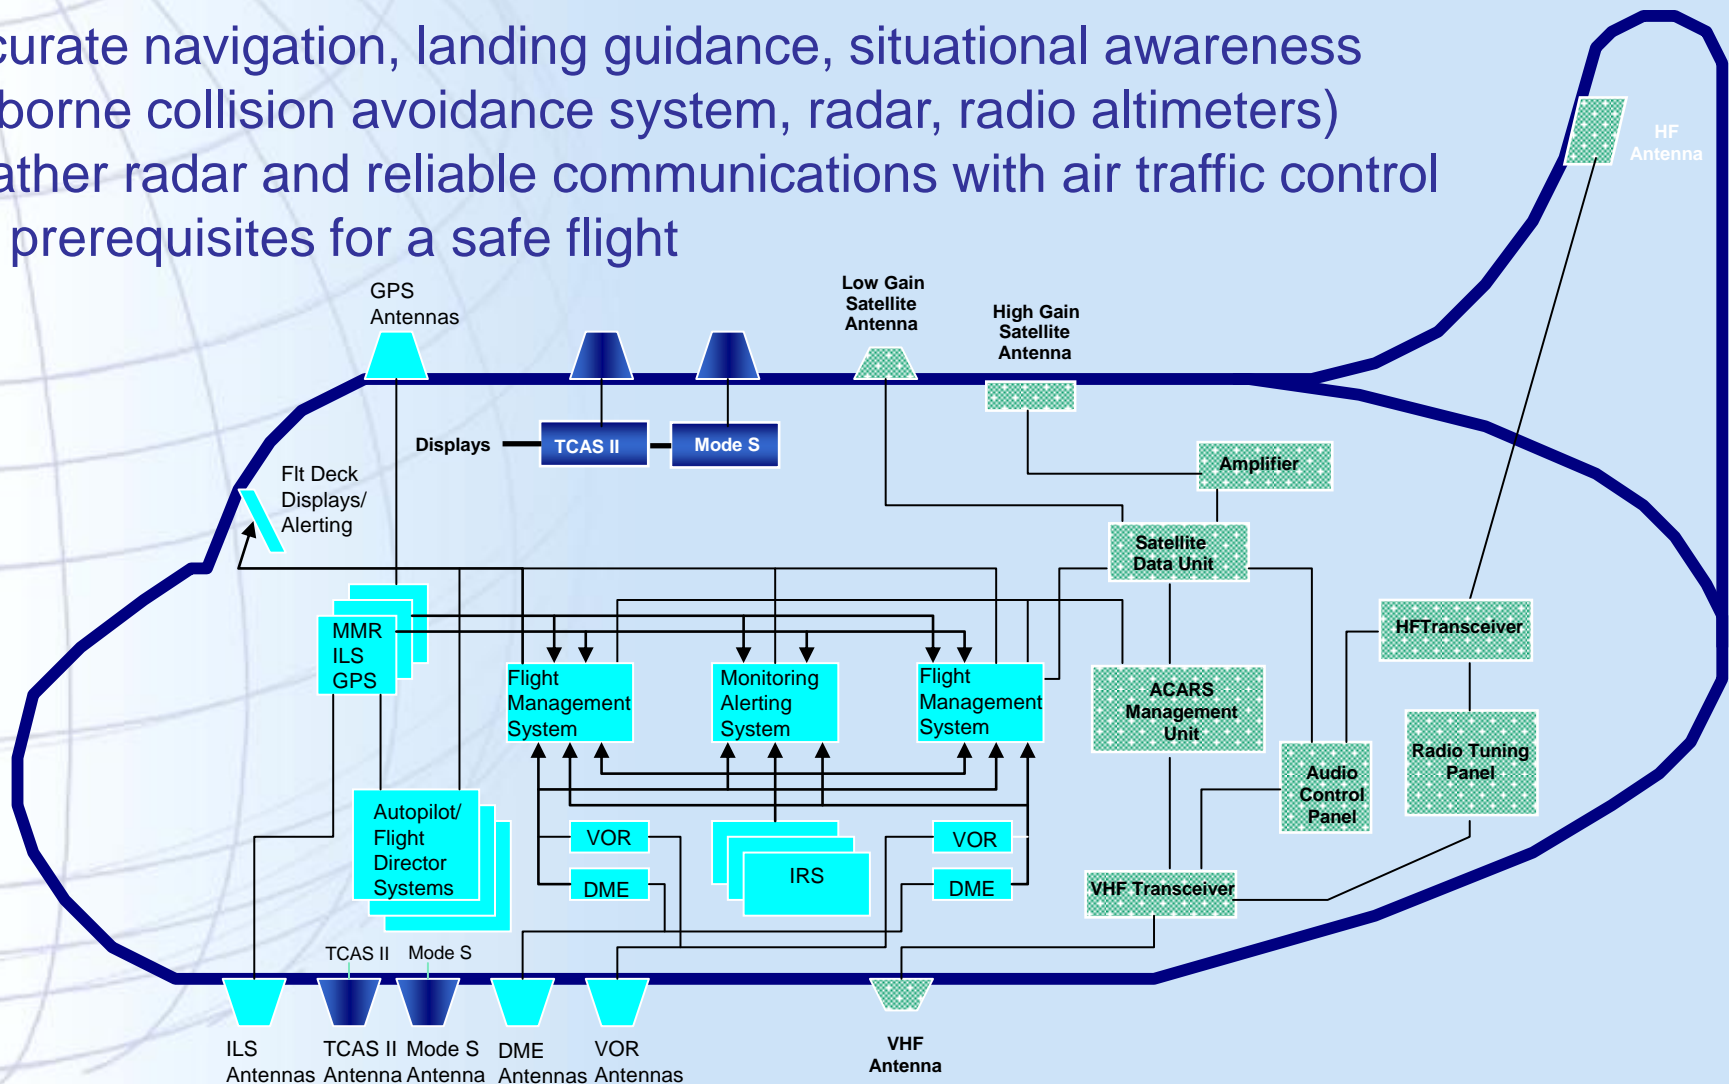 curate navigation, landing guidance, situational awareness
borne collision avoidance system, radar, radio altimeters)
ather radar and reliable communications with air traffic control
prerequisites for a safe flight
HF
Antenna
GPS
Antennas
Low Gain
Satellite
Antenna
High Gain
Satellite
Antenna
Displays
TCAS II
Mode S
Amplifier
Flt Deck
Displays/
Alerting
Satellite
Data Unit
MMR
ILS
GPS
HFTransceiver
Flight
Management
System
Monitoring
Alerting
System
Flight
Management
System
ACARS
Management
Unit
Radio Tuning
Panel
Audio
Control
Panel
Autopilot/
Flight
Director
Systems
VOR
DME
IRS
VOR
DME
VHF Transceiver
TCAS II
Mode S
ILS
Antennas
TCAS II
Antenna
Mode S
Antenna
DME
Antennas
VOR
Antennas
VHF
Antenna